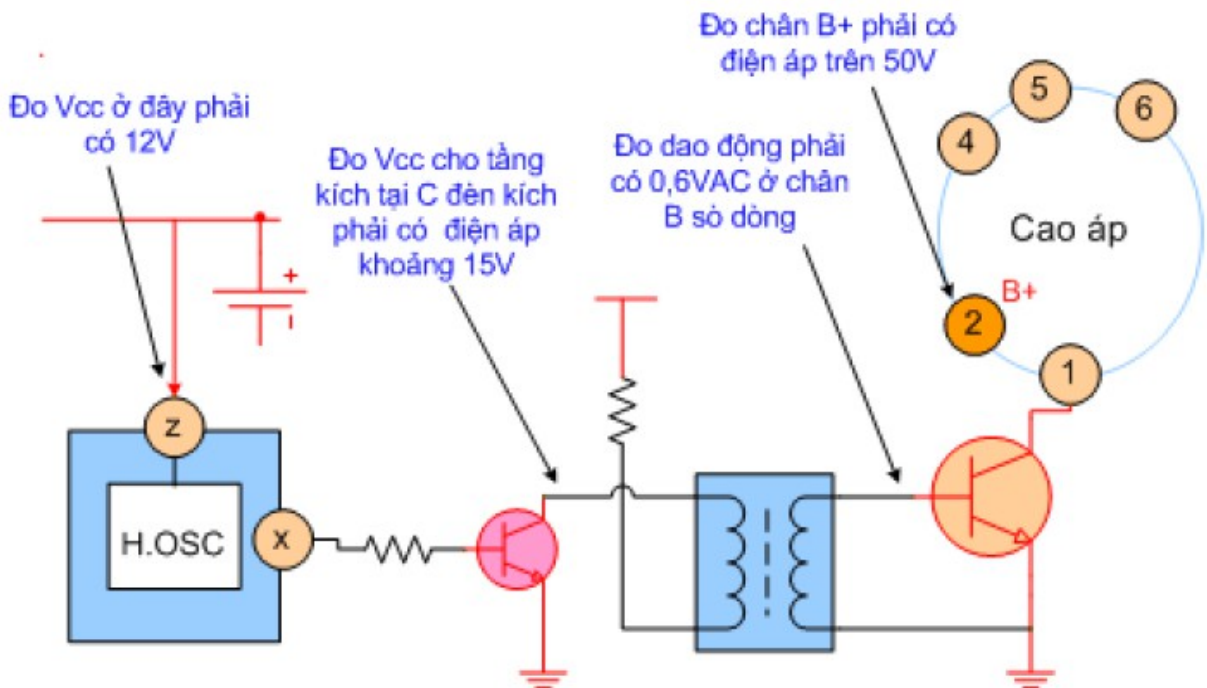 Đo Vcc ở đây phải
có 12V
Đo Vcc cho tầng
kích tại C đèn kích
phải có điện áp
khoảng 15V
Đo dao động phải
có 0,6VAC ở chân
B sò dòng
Đo chân B+ phải có
điện áp trên 50V
5
6
4
Cao áp
B+
2
1
+
z
H.OSC
x